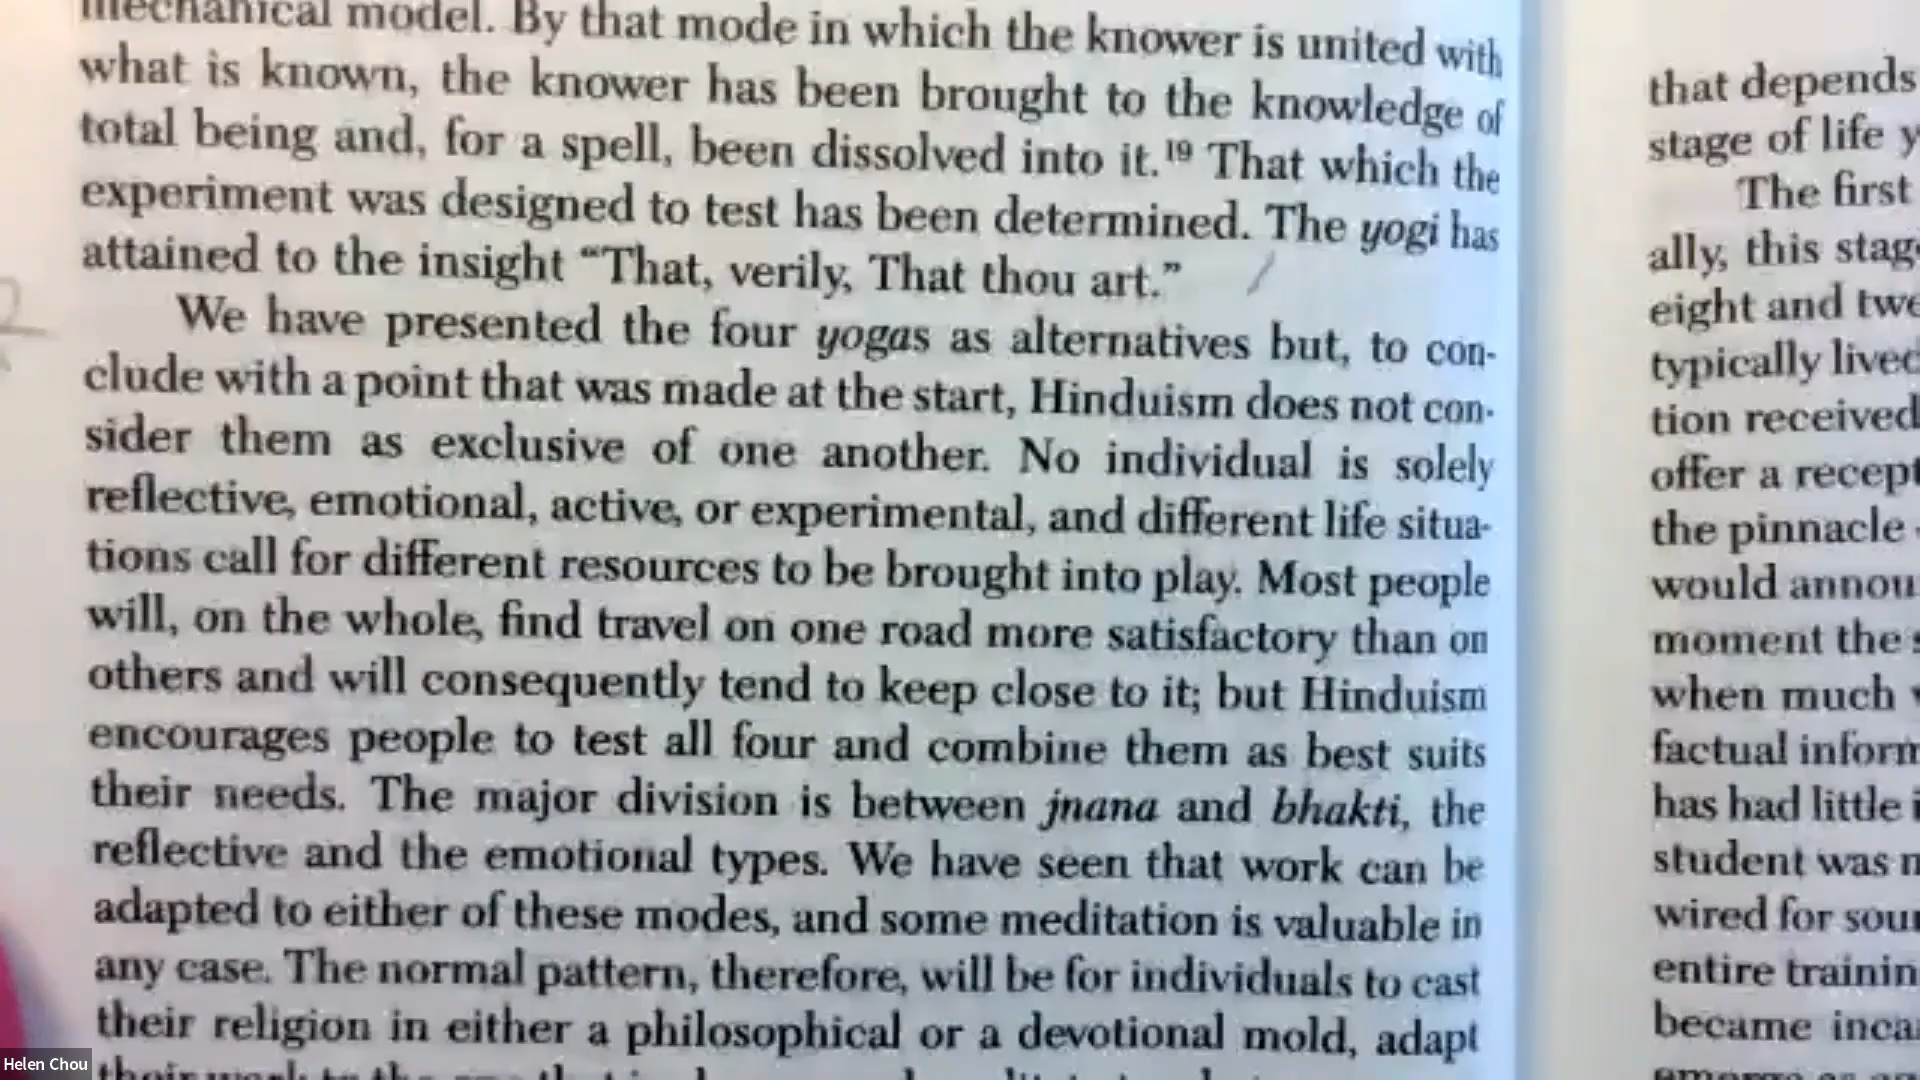 mechanical model. By that mode in which the knower is united with
what is known, the knower has been brought to the knowledge of
total being and, for a spell, been dissolved into it.19 That which the
experiment was designed to test has been determined. The yogi has
attained to the insight “That, verily, That thou art.”
We have presented the four yogas as alternatives but, to con-
clude with a point that was made at the start, Hinduism does not con-
sider them as exclusive of one another. No individual is solely
reflective, emotional, active, or experimental, and different life situa-
tions call for different resources to be brought into play. Most people
will, on the whole, find travel on one road more satisfactory than on
others and will consequently tend to keep close to it; but Hinduism
encourages people to test all four and combine them as best suits
their needs. The major division is between jnana and bhakti, the
reflective and the emotional types. We have seen that work can be
adapted to either of these modes, and some meditation is valuable in
any case. The normal pattern, therefore, will be for individuals to cast
their religion in either a philosophical or a devotional mold, adapt
that depends
stage of life
The first
ally, this
eight and
typically lived
tion received
offer a
the pinnacle
would
moment the
when much
factual
has had little
student was
wired for
entire
became
Helen Chou